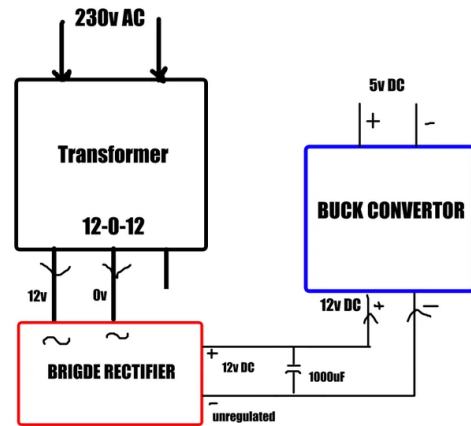 230v AC
Transformer
12-0-12
12v
0v
~
~
BRIGDE RECTIFIER
+
12v DC
-
unregulated
1000uF
5v DC
+
-
BUCK CONVERTOR
12v DC
+
-